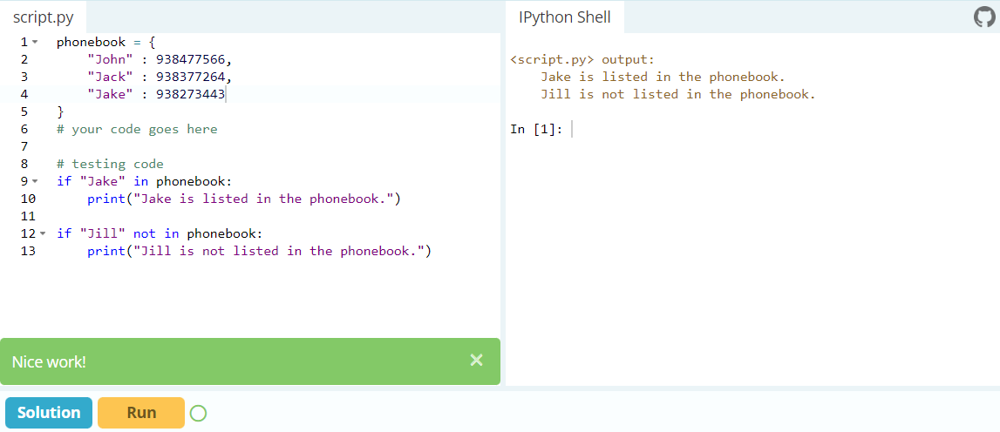 script.py
1 phonebook = {
2     "John" : 938477566,
3     "Jack" : 938377264,
4     "Jake" : 938273443
5 }
6 # your code goes here
7
8 # testing code
9 if "Jake" in phonebook:
10     print("Jake is listed in the phonebook.")
11
12 if "Jill" not in phonebook:
13     print("Jill is not listed in the phonebook.")
Nice work!
Solution Run
IPython Shell
<script.py> output:
    Jake is listed in the phonebook.
    Jill is not listed in the phonebook.
In [1]: